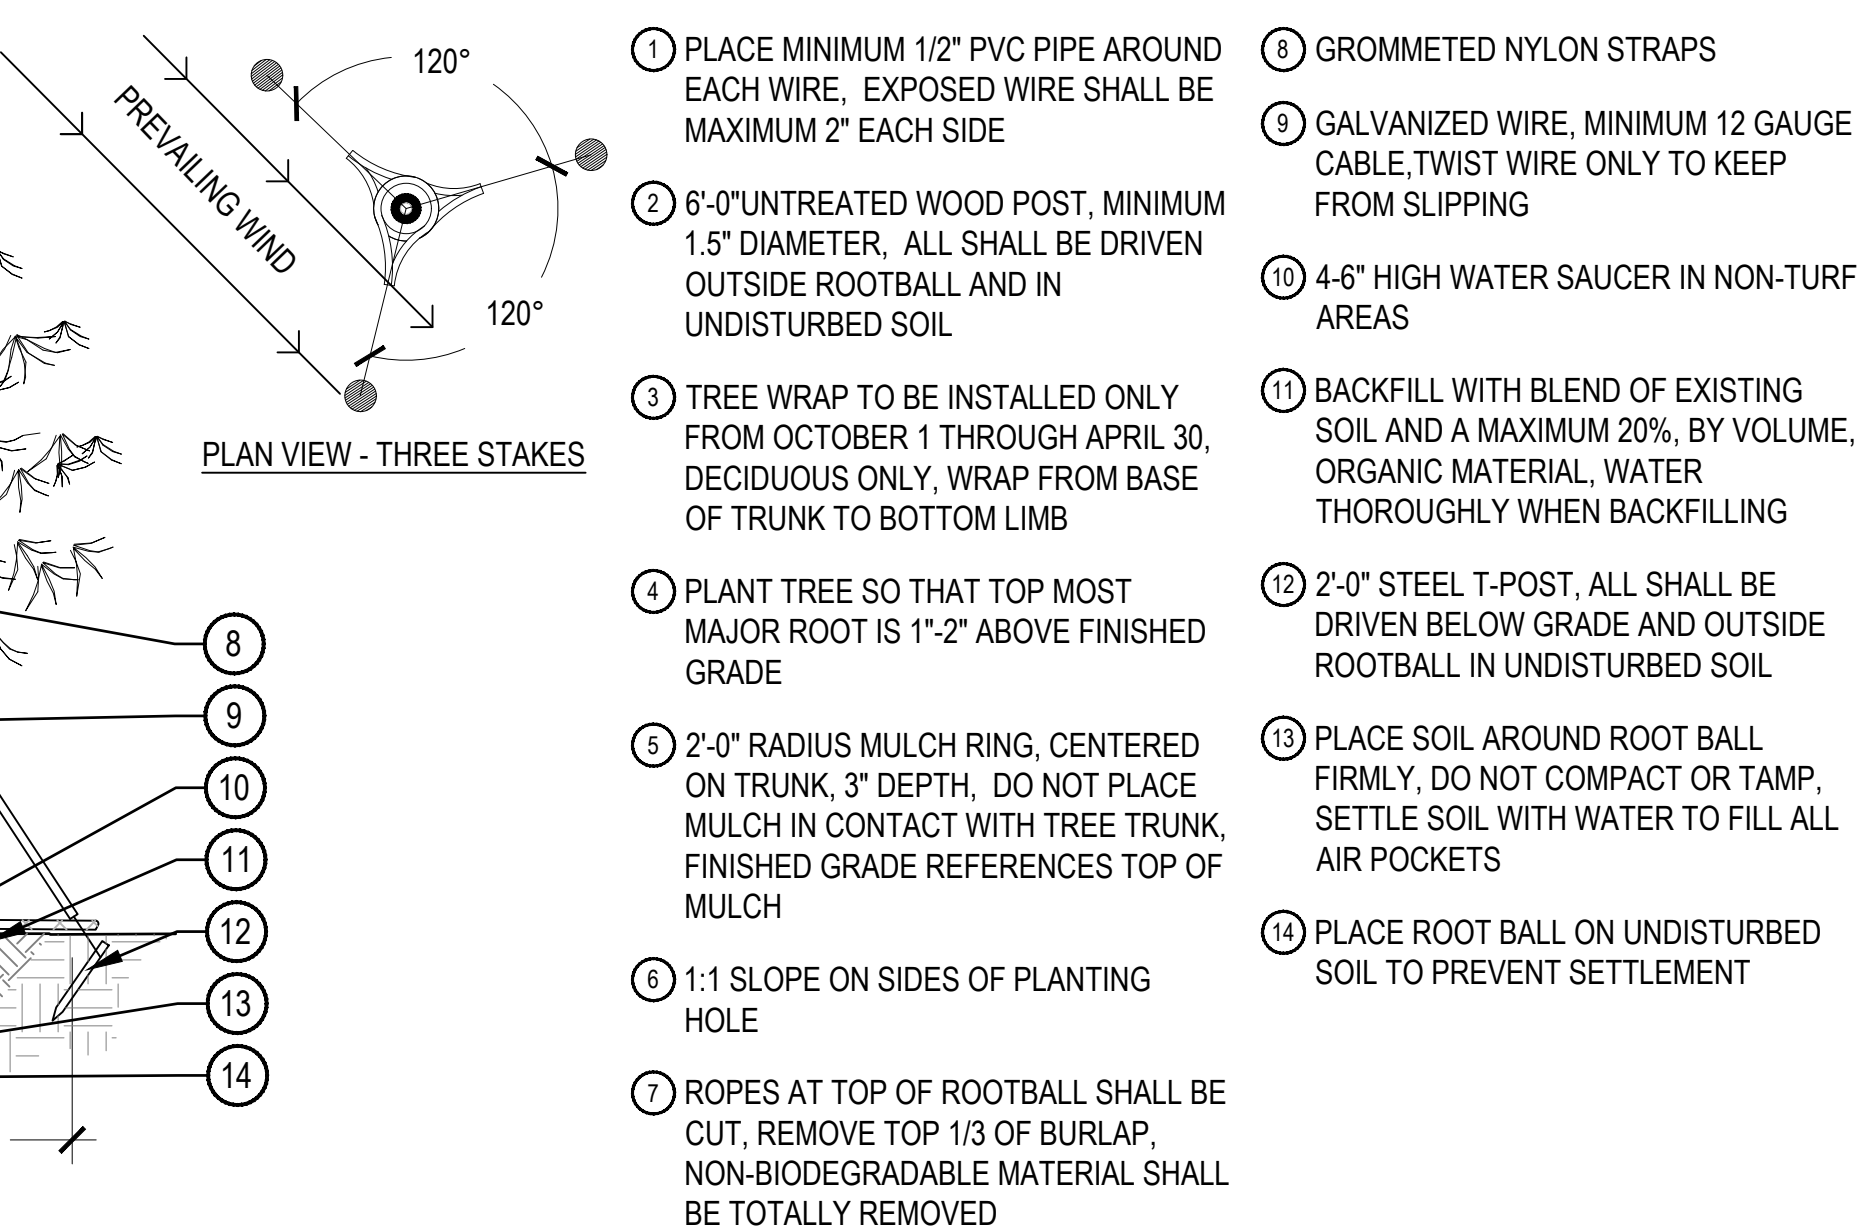 120°
PREVAILING WIND
120°
PLAN VIEW - THREE STAKES
8
9
10
11
12
13
14
1 PLACE MINIMUM 1/2" PVC PIPE AROUND
EACH WIRE, EXPOSED WIRE SHALL BE
MAXIMUM 2" EACH SIDE
2 6'-0"UNTREATED WOOD POST, MINIMUM
1.5" DIAMETER, ALL SHALL BE DRIVEN
OUTSIDE ROOTBALL AND IN
UNDISTURBED SOIL
3 TREE WRAP TO BE INSTALLED ONLY
FROM OCTOBER 1 THROUGH APRIL 30,
DECIDUOUS ONLY, WRAP FROM BASE
OF TRUNK TO BOTTOM LIMB
4 PLANT TREE SO THAT TOP MOST
MAJOR ROOT IS 1"-2" ABOVE FINISHED
GRADE
5 2'-0" RADIUS MULCH RING, CENTERED
ON TRUNK, 3" DEPTH, DO NOT PLACE
MULCH IN CONTACT WITH TREE TRUNK,
FINISHED GRADE REFERENCES TOP OF
MULCH
6 1:1 SLOPE ON SIDES OF PLANTING
HOLE
7 ROPES AT TOP OF ROOTBALL SHALL BE
CUT, REMOVE TOP 1/3 OF BURLAP,
NON-BIODEGRADABLE MATERIAL SHALL
BE TOTALLY REMOVED
8 GROMMETED NYLON STRAPS
9 GALVANIZED WIRE, MINIMUM 12 GAUGE
CABLE,TWIST WIRE ONLY TO KEEP
FROM SLIPPING
10 4-6" HIGH WATER SAUCER IN NON-TURF
AREAS
11 BACKFILL WITH BLEND OF EXISTING
SOIL AND A MAXIMUM 20%, BY VOLUME,
ORGANIC MATERIAL, WATER
THOROUGHLY WHEN BACKFILLING
12 2'-0" STEEL T-POST, ALL SHALL BE
DRIVEN BELOW GRADE AND OUTSIDE
ROOTBALL IN UNDISTURBED SOIL
13 PLACE SOIL AROUND ROOT BALL
FIRMLY, DO NOT COMPACT OR TAMP,
SETTLE SOIL WITH WATER TO FILL ALL
AIR POCKETS
14 PLACE ROOT BALL ON UNDISTURBED
SOIL TO PREVENT SETTLEMENT